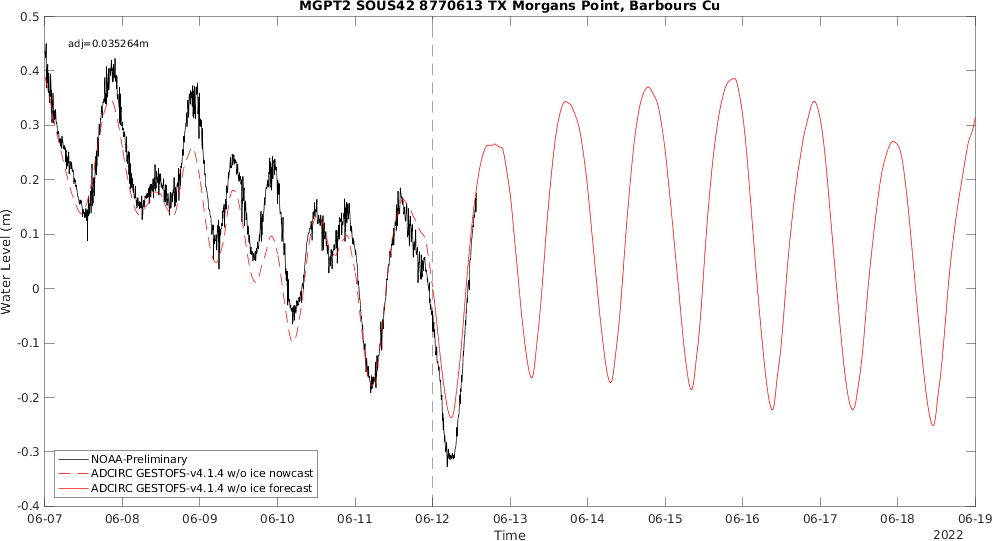 MGPT2 SOUS42 8770613 TX Morgans Point, Barbours Cu
adj=0.035264m
0.5
0.4
0.3
0.2
0.1
0
-0.1
-0.2
-0.3
-0.4
Water Level (m)
NOAA-Preliminary
ADCIRC GESTOFS-v4.1.4 w/o ice nowcast
ADCIRC GESTOFS-v4.1.4 w/o ice forecast
06-07 06-08 06-09 06-10 06-11 06-12 06-13 06-14 06-15 06-16 06-17 06-18 06-19
Time
2022